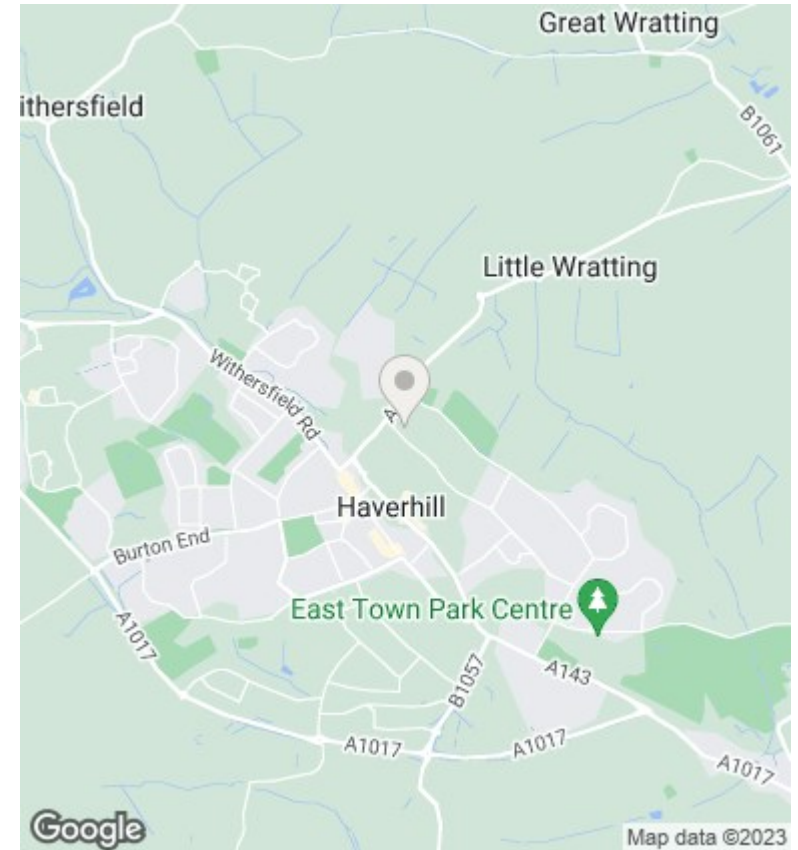 Great Wratting
ithersfield
B1061
Little Wratting
Withersfield Rd
A
Haverhill
Burton End
East Town Park Centre
A1017
B1057
A143
A1017
A1017
A1017
Google
Map data ©2023